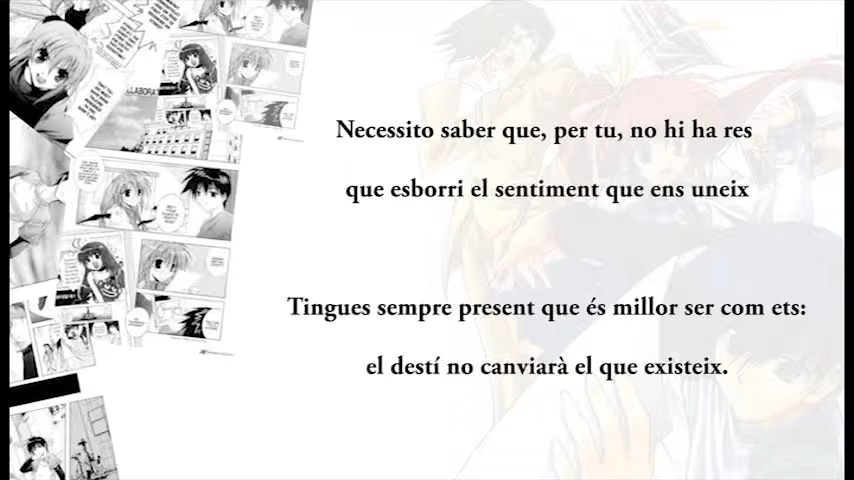 Necessito saber que, per tu, no hi ha res
que esborri el sentiment que ens uneix
Tingues sempre present que és millor ser com ets:
el destí no canviarà el que existeix.